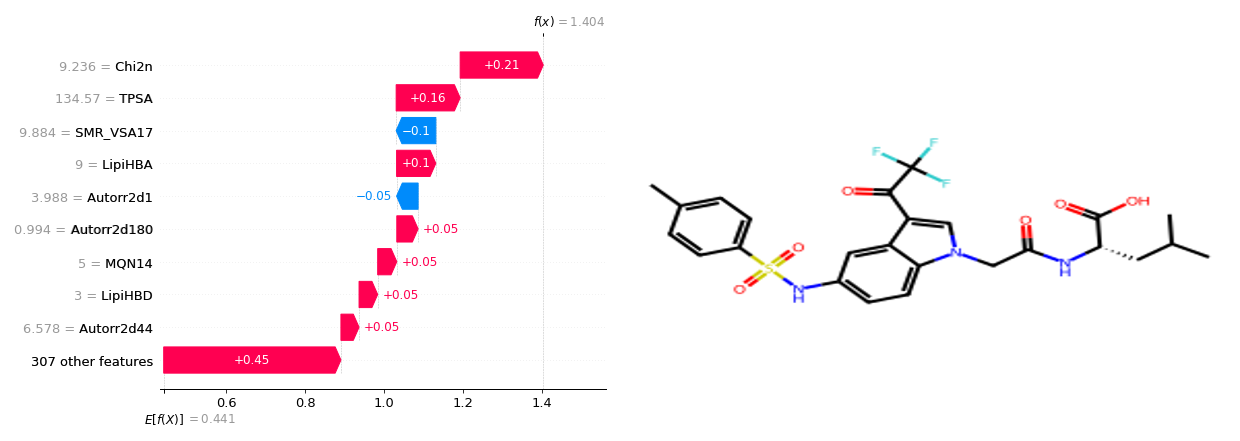 f(x) = 1.404
9.236 = Chi2n
+0.21
134.57 = TPSA
+0.16
9.884 = SMR_VSA17
−0.1
9 = LipiHBA
+0.1
3.988 = Autorr2d1
−0.05
0.994 = Autorr2d180
+0.05
5 = MQN14
+0.05
3 = LipiHBD
+0.05
6.578 = Autorr2d44
+0.05
307 other features
+0.45
0.6 0.8 1.0 1.2 1.4
E[f(X)] = 0.441
F
F
F
O
O
OH
O
N
O
S
N
H
O
N
H